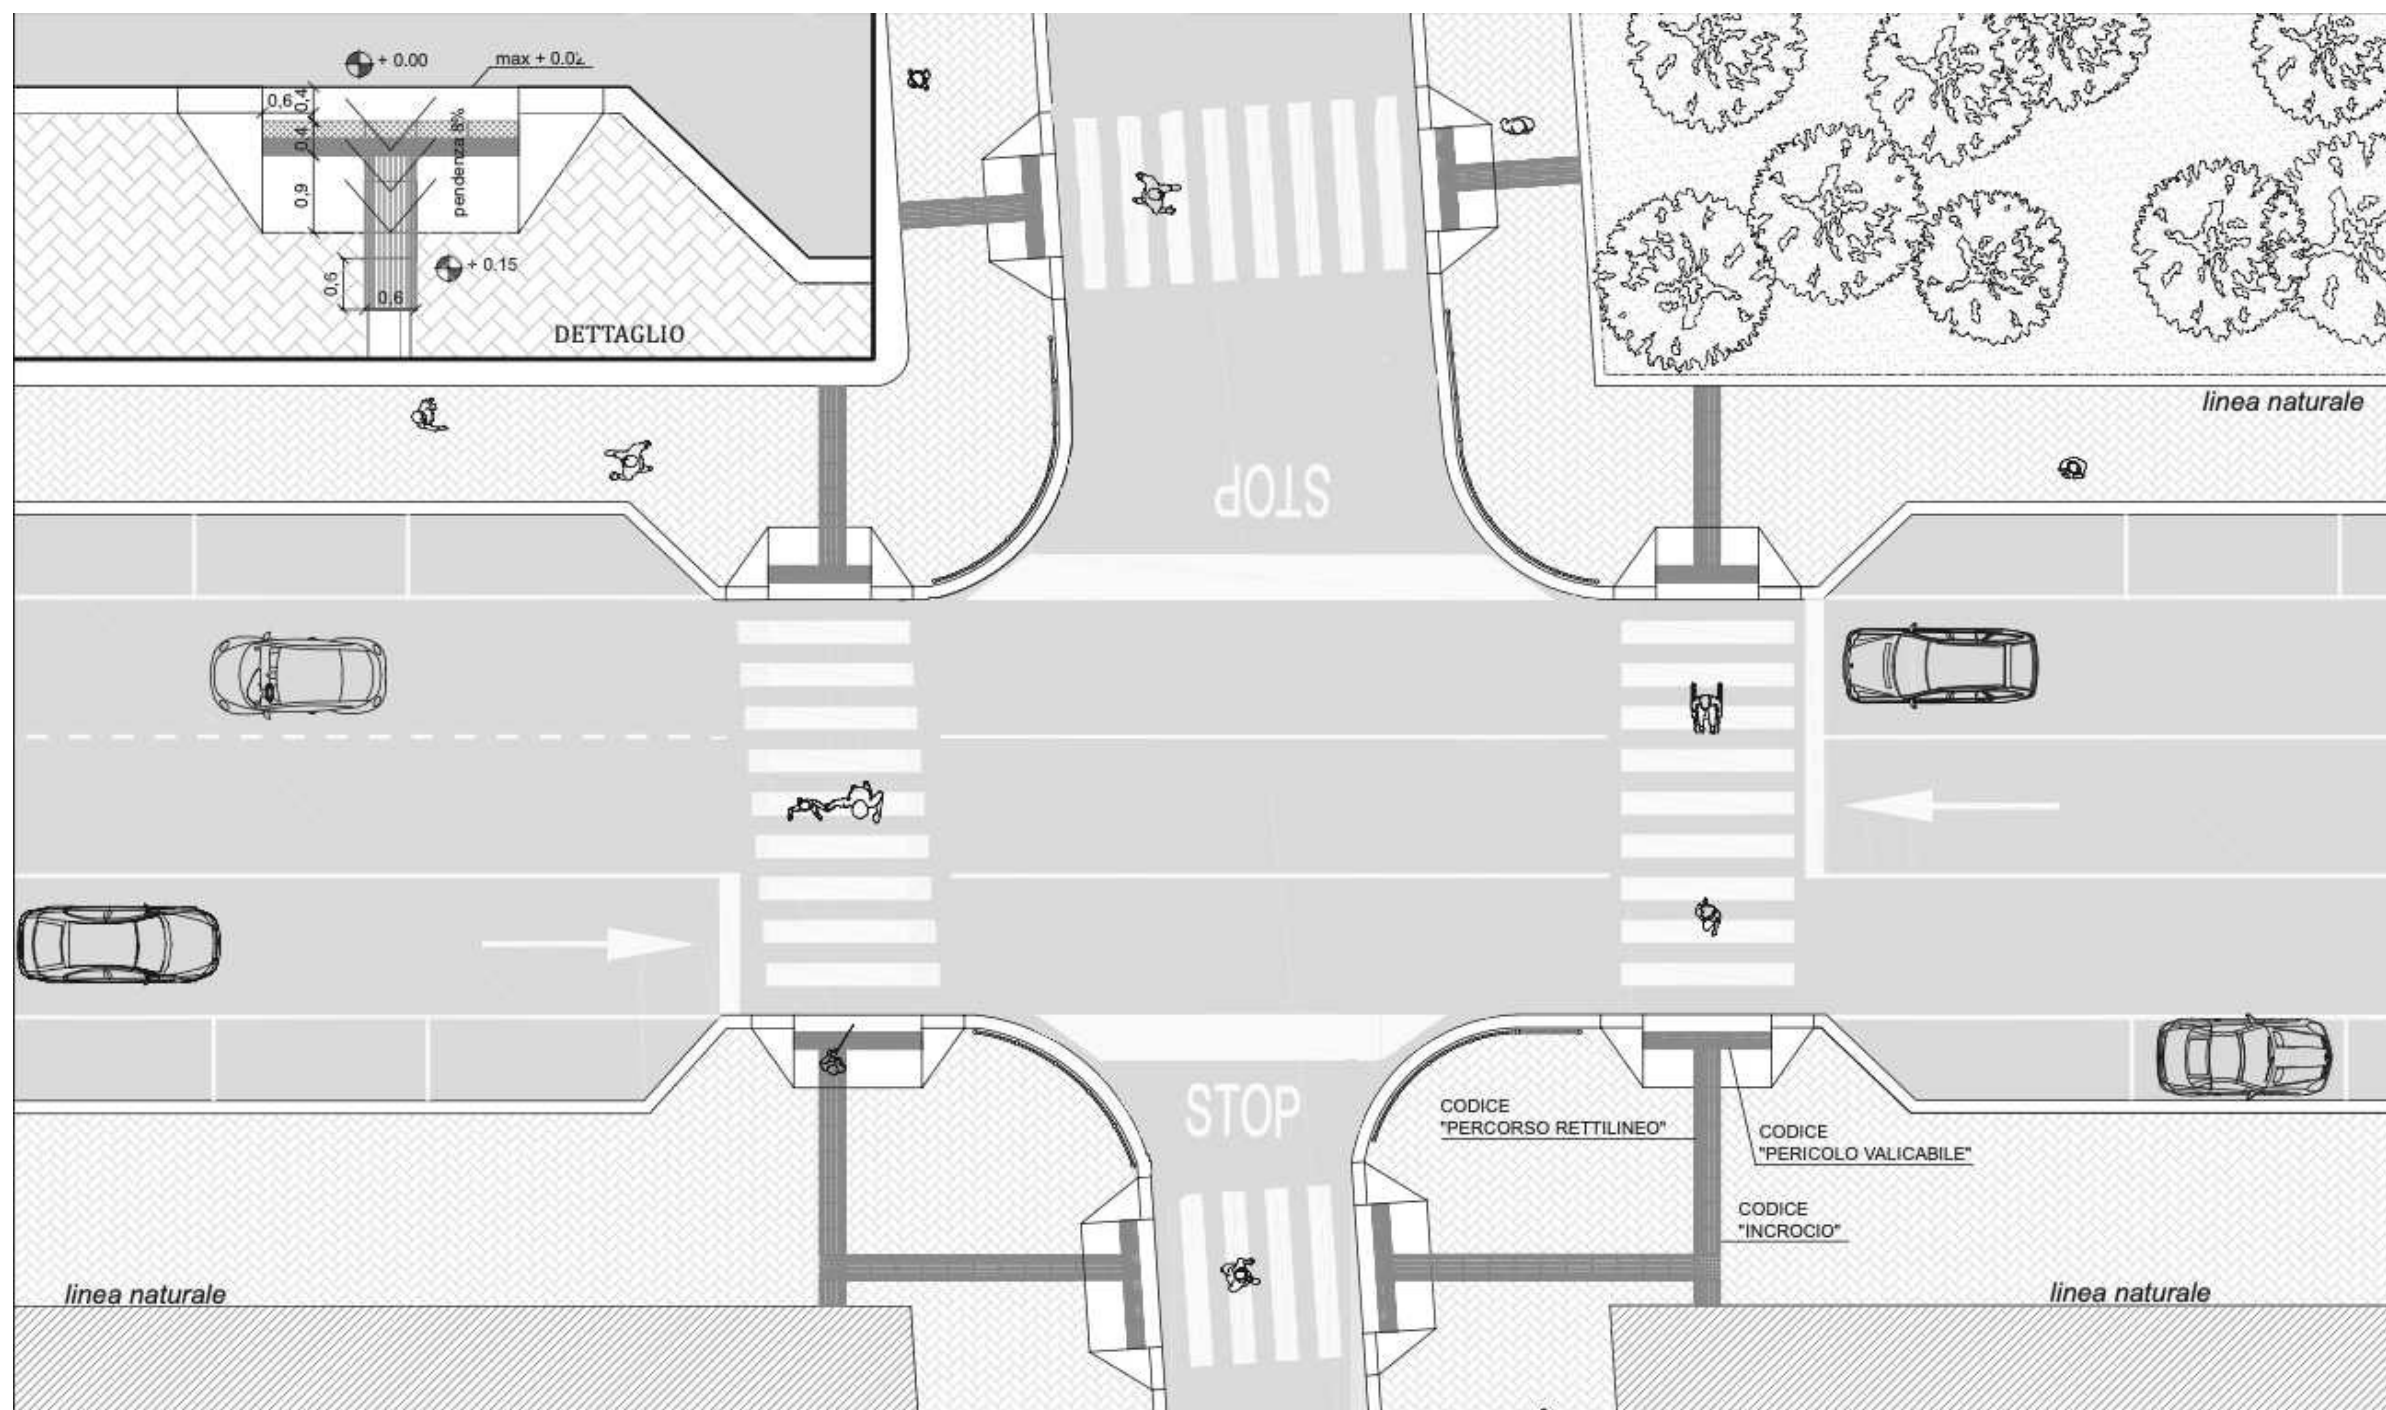 + 0.00
max + 0.02
0,6
0,4
0,4
0,9
pendenza 8%
0,6
0,6
+ 0.15
DETTAGLIO
linea naturale
STOP
STOP
CODICE
"PERCORSO RETTILINEO"
CODICE
"PERICOLO VALICABILE"
CODICE
"INCROCIO"
linea naturale
linea naturale